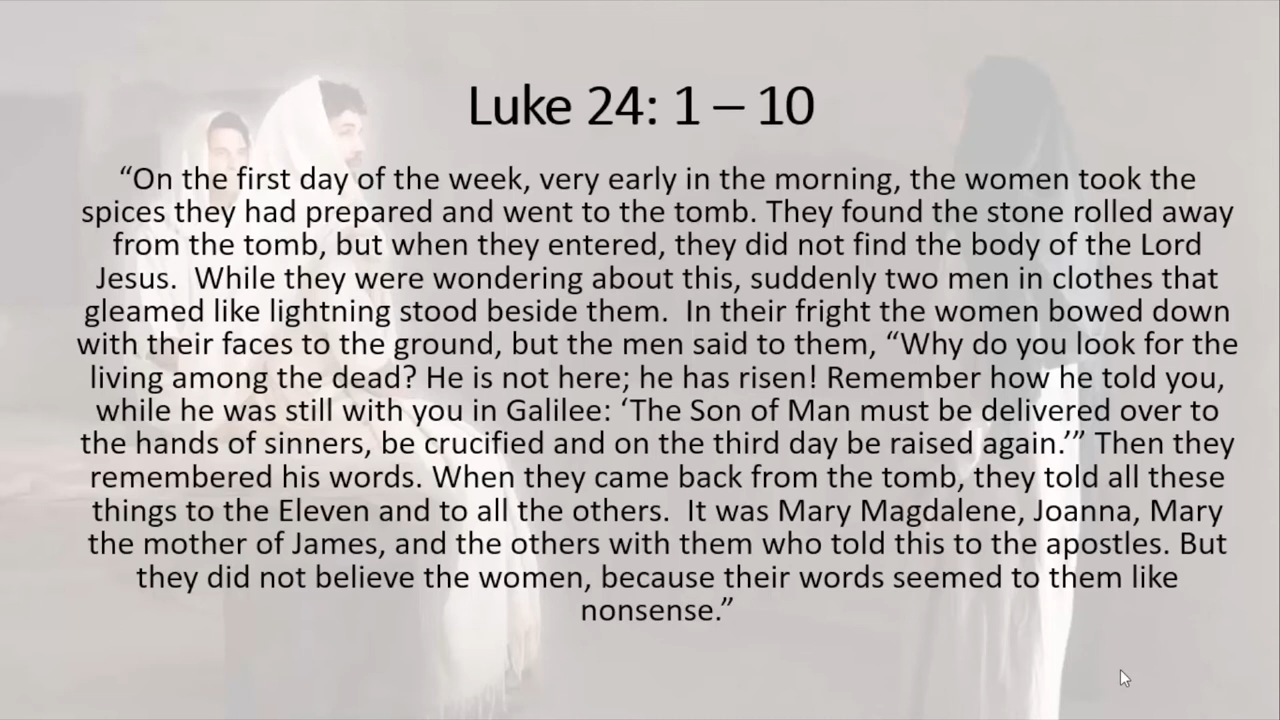 Luke 24: 1 – 10
“On the first day of the week, very early in the morning, the women took the
spices they had prepared and went to the tomb. They found the stone rolled away
from the tomb, but when they entered, they did not find the body of the Lord
Jesus.  While they were wondering about this, suddenly two men in clothes that
gleamed like lightning stood beside them.  In their fright the women bowed down
with their faces to the ground, but the men said to them, “Why do you look for the
living among the dead? He is not here; he has risen! Remember how he told you,
while he was still with you in Galilee: ‘The Son of Man must be delivered over to
the hands of sinners, be crucified and on the third day be raised again.’” Then they
remembered his words. When they came back from the tomb, they told all these
things to the Eleven and to all the others.  It was Mary Magdalene, Joanna, Mary
the mother of James, and the others with them who told this to the apostles. But
they did not believe the women, because their words seemed to them like
nonsense.”